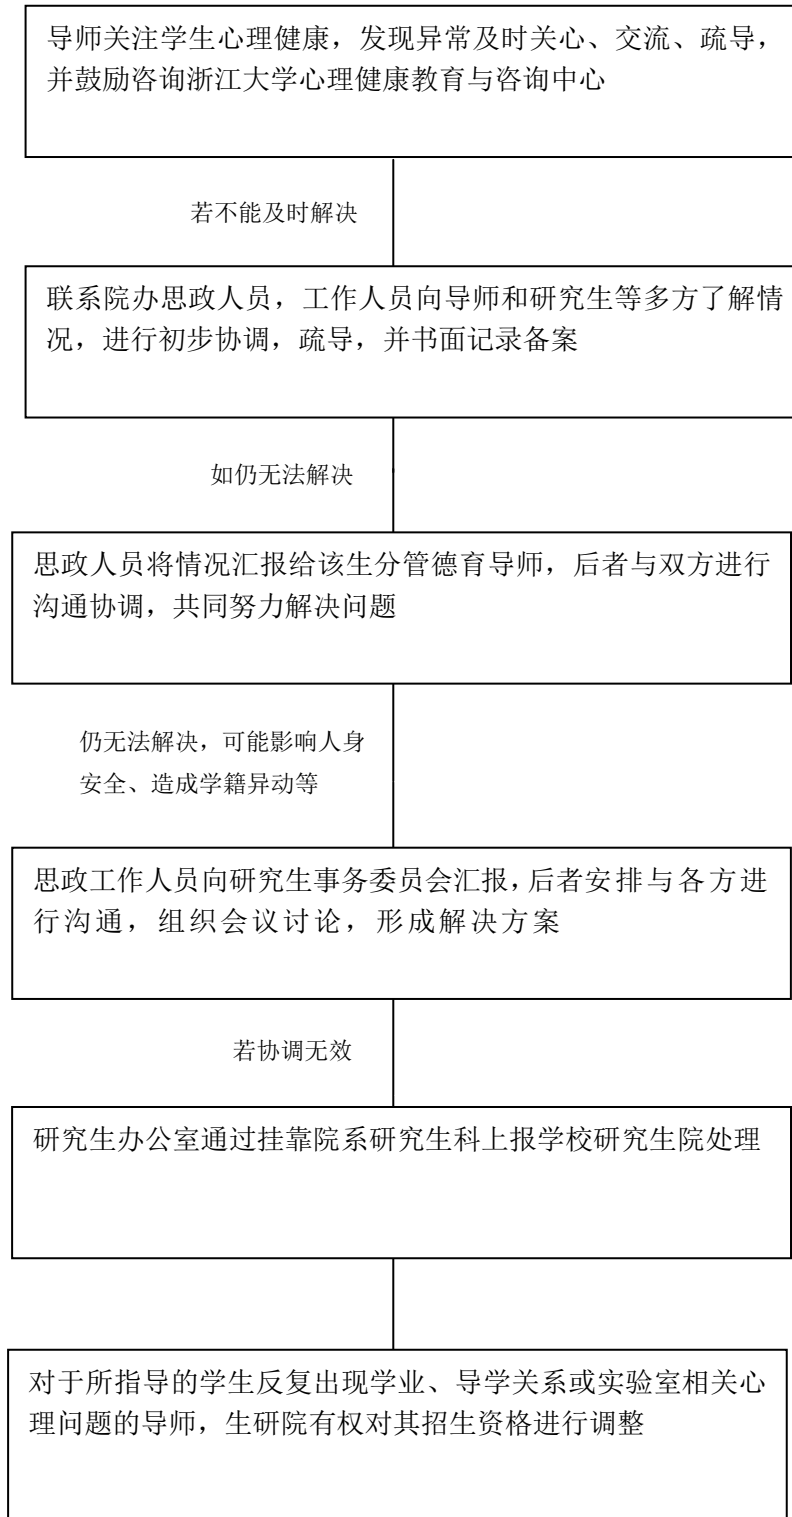 导师关注学生心理健康，发现异常及时关心、交流、疏导，
并鼓励咨询浙江大学心理健康教育与咨询中心
若不能及时解决
联系院办思政人员，工作人员向导师和研究生等多方了解情
况，进行初步协调，疏导，并书面记录备案
如仍无法解决
思政人员将情况汇报给该生分管德育导师，后者与双方进行
沟通协调，共同努力解决问题
仍无法解决，可能影响人身
安全、造成学籍异动等
思政工作人员向研究生事务委员会汇报，后者安排与各方进
行沟通，组织会议讨论，形成解决方案
若协调无效
研究生办公室通过挂靠院系研究生科上报学校研究生院处理
对于所指导的学生反复出现学业、导学关系或实验室相关心
理问题的导师，生研院有权对其招生资格进行调整